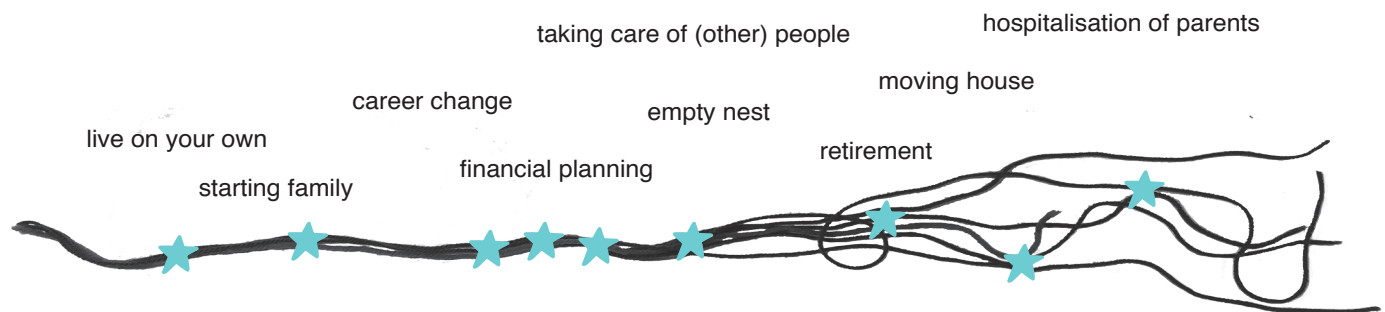 hospitalisation of parents
taking care of (other) people
moving house
career change
empty nest
live on your own
retirement
financial planning
starting family